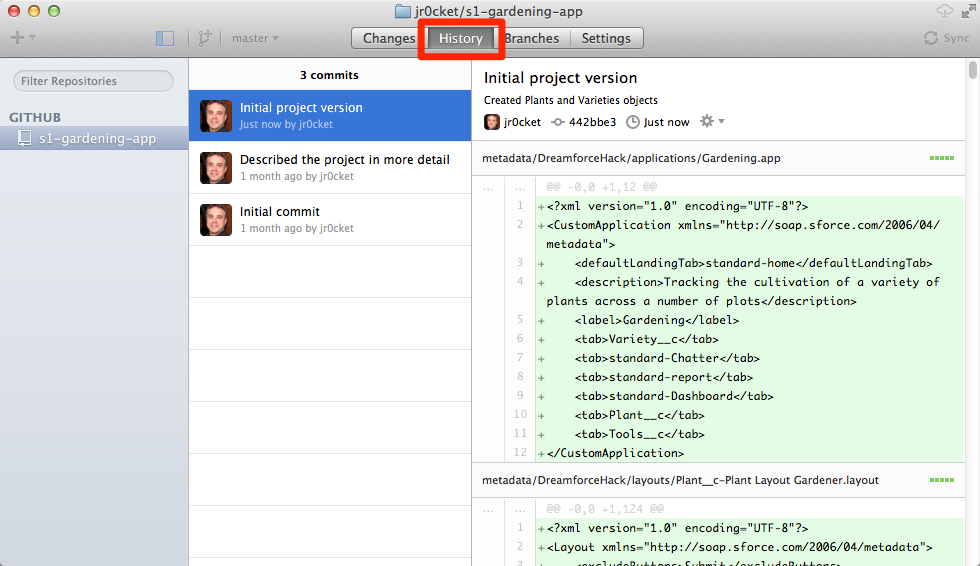 jr0cket/s1-gardening-app
master
Changes
History
Branches
Settings
Sync
Filter Repositories
GITHUB
s1-gardening-app
3 commits
Initial project version
Just now by jr0cket
Described the project in more detail
1 month ago by jr0cket
Initial commit
1 month ago by jr0cket
Initial project version
Created Plants and Varieties objects
jr0cket 442bbe3 Just now
metadata/DreamforceHack/applications/Gardening.app
... ... @@ -0,0 +1,12 @@
1 +<?xml version="1.0" encoding="UTF-8"?>
2 +<CustomApplication xmlns="http://soap.sforce.com/2006/04/
metadata">
3 + <defaultLandingTab>standard-home</defaultLandingTab>
4 + <description>Tracking the cultivation of a variety of
plants across a number of plots</description>
5 + <label>Gardening</label>
6 + <tab>Variety__c</tab>
7 + <tab>standard-Chatter</tab>
8 + <tab>standard-report</tab>
9 + <tab>standard-Dashboard</tab>
10 + <tab>Plant__c</tab>
11 + <tab>Tools__c</tab>
12 +</CustomApplication>
metadata/DreamforceHack/layouts/Plant__c-Plant Layout Gardener.layout
... ... @@ -0,0 +1,124 @@
1 +<?xml version="1.0" encoding="UTF-8"?>
2 +<Layout xmlns="http://soap.sforce.com/2006/04/metadata">
3 + <excludeButtons>Submit</excludeButtons>